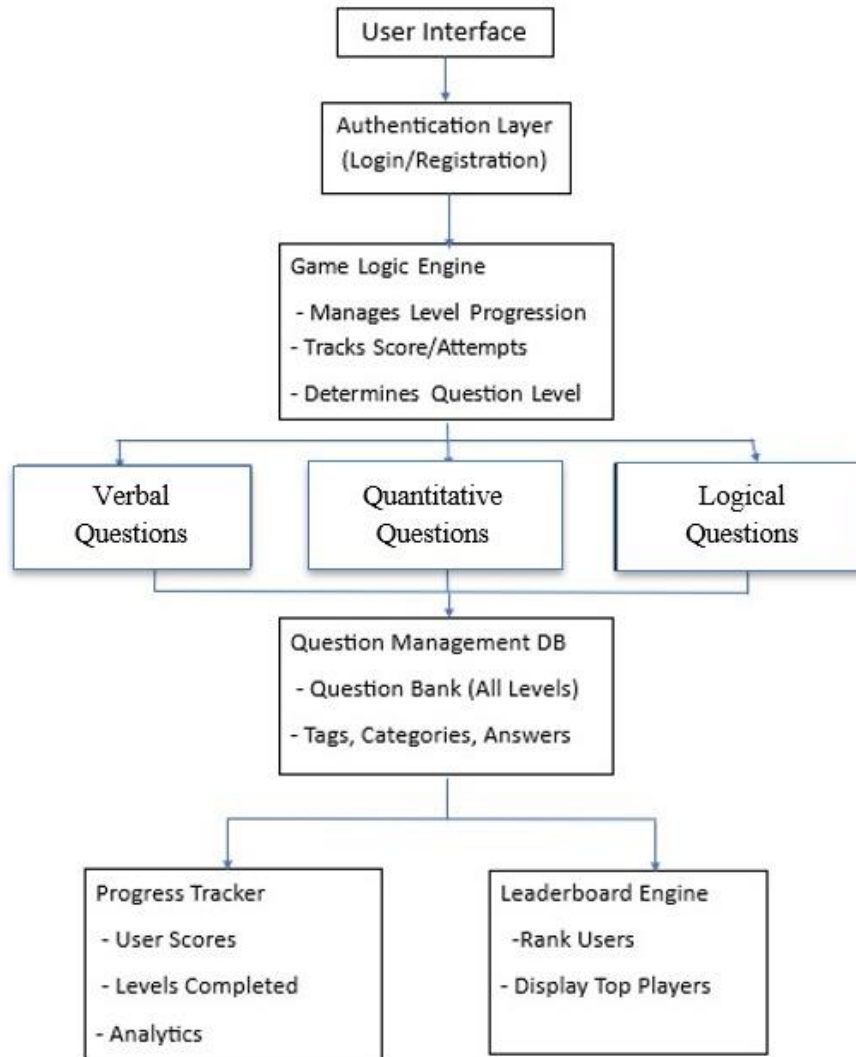 User Interface
Authentication Layer
(Login/Registration)
Game Logic Engine
- Manages Level Progression
- Tracks Score/Attempts
- Determines Question Level
Verbal
Questions
Quantitative
Questions
Logical
Questions
Question Management DB
- Question Bank (All Levels)
- Tags, Categories, Answers
Progress Tracker
- User Scores
- Levels Completed
- Analytics
Leaderboard Engine
-Rank Users
- Display Top Players